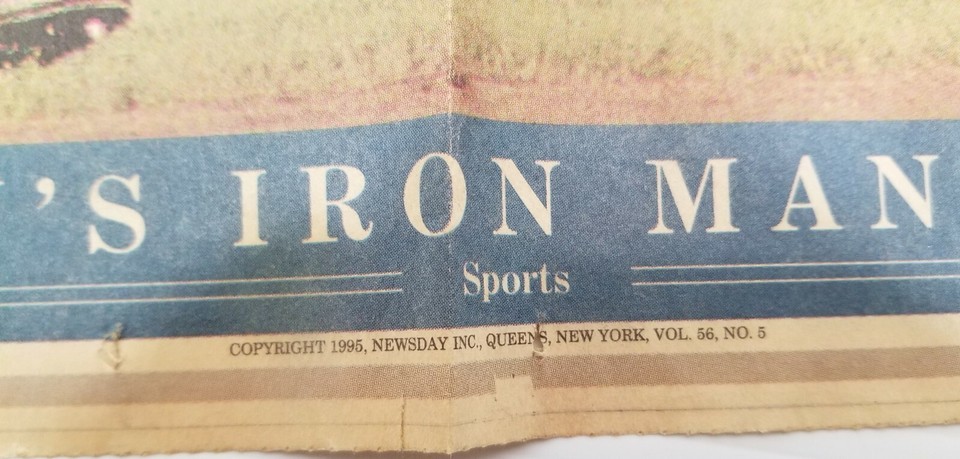 'S IRON MAN
Sports
COPYRIGHT 1995, NEWSDAY INC., QUEENS, NEW YORK, VOL. 56, NO. 5